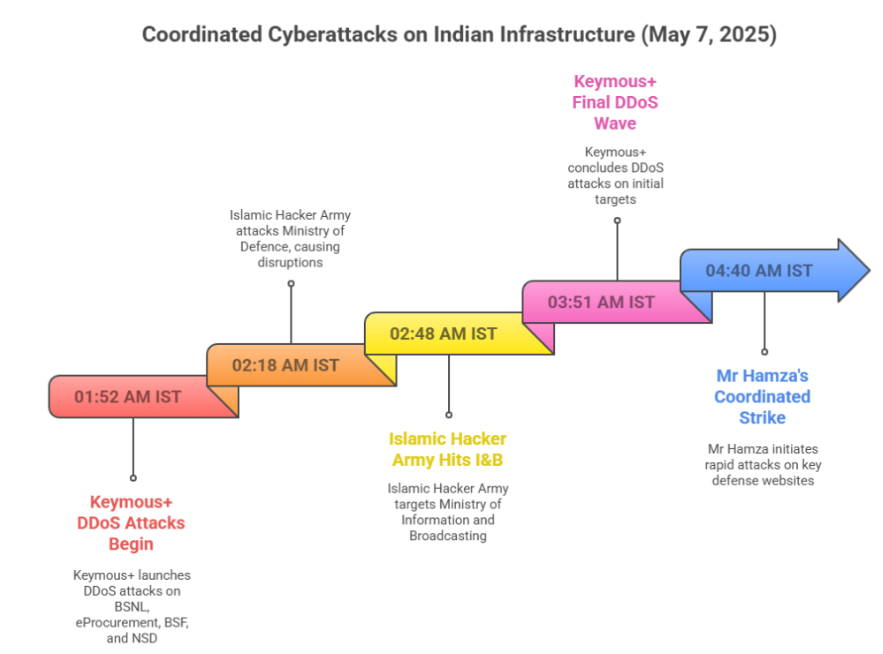 Coordinated Cyberattacks on Indian Infrastructure (May 7, 2025)
01:52 AM IST
Keymous+
DDoS Attacks
Begin
Keymous+ launches
DDoS attacks on
BSNL,
eProcurement, BSF,
and NSD
02:18 AM IST
Islamic Hacker Army
attacks Ministry of
Defence, causing
disruptions
02:48 AM IST
Islamic Hacker
Army Hits I&B
Islamic Hacker Army
targets Ministry of
Information and
Broadcasting
03:51 AM IST
Keymous+
Final DDoS
Wave
Keymous+
concludes DDoS
attacks on initial
targets
04:40 AM IST
Mr Hamza's
Coordinated
Strike
Mr Hamza initiates
rapid attacks on key
defense websites